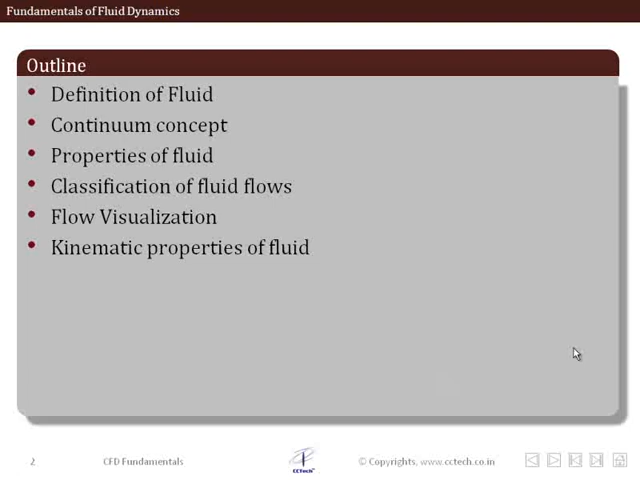 Fundamentals of Fluid Dynamics
Outline
• Definition of Fluid
• Continuum concept
• Properties of fluid
• Classification of fluid flows
• Flow Visualization
• Kinematic properties of fluid
2 CFD Fundamentals CCTech © Copyrights, www.cctech.co.in